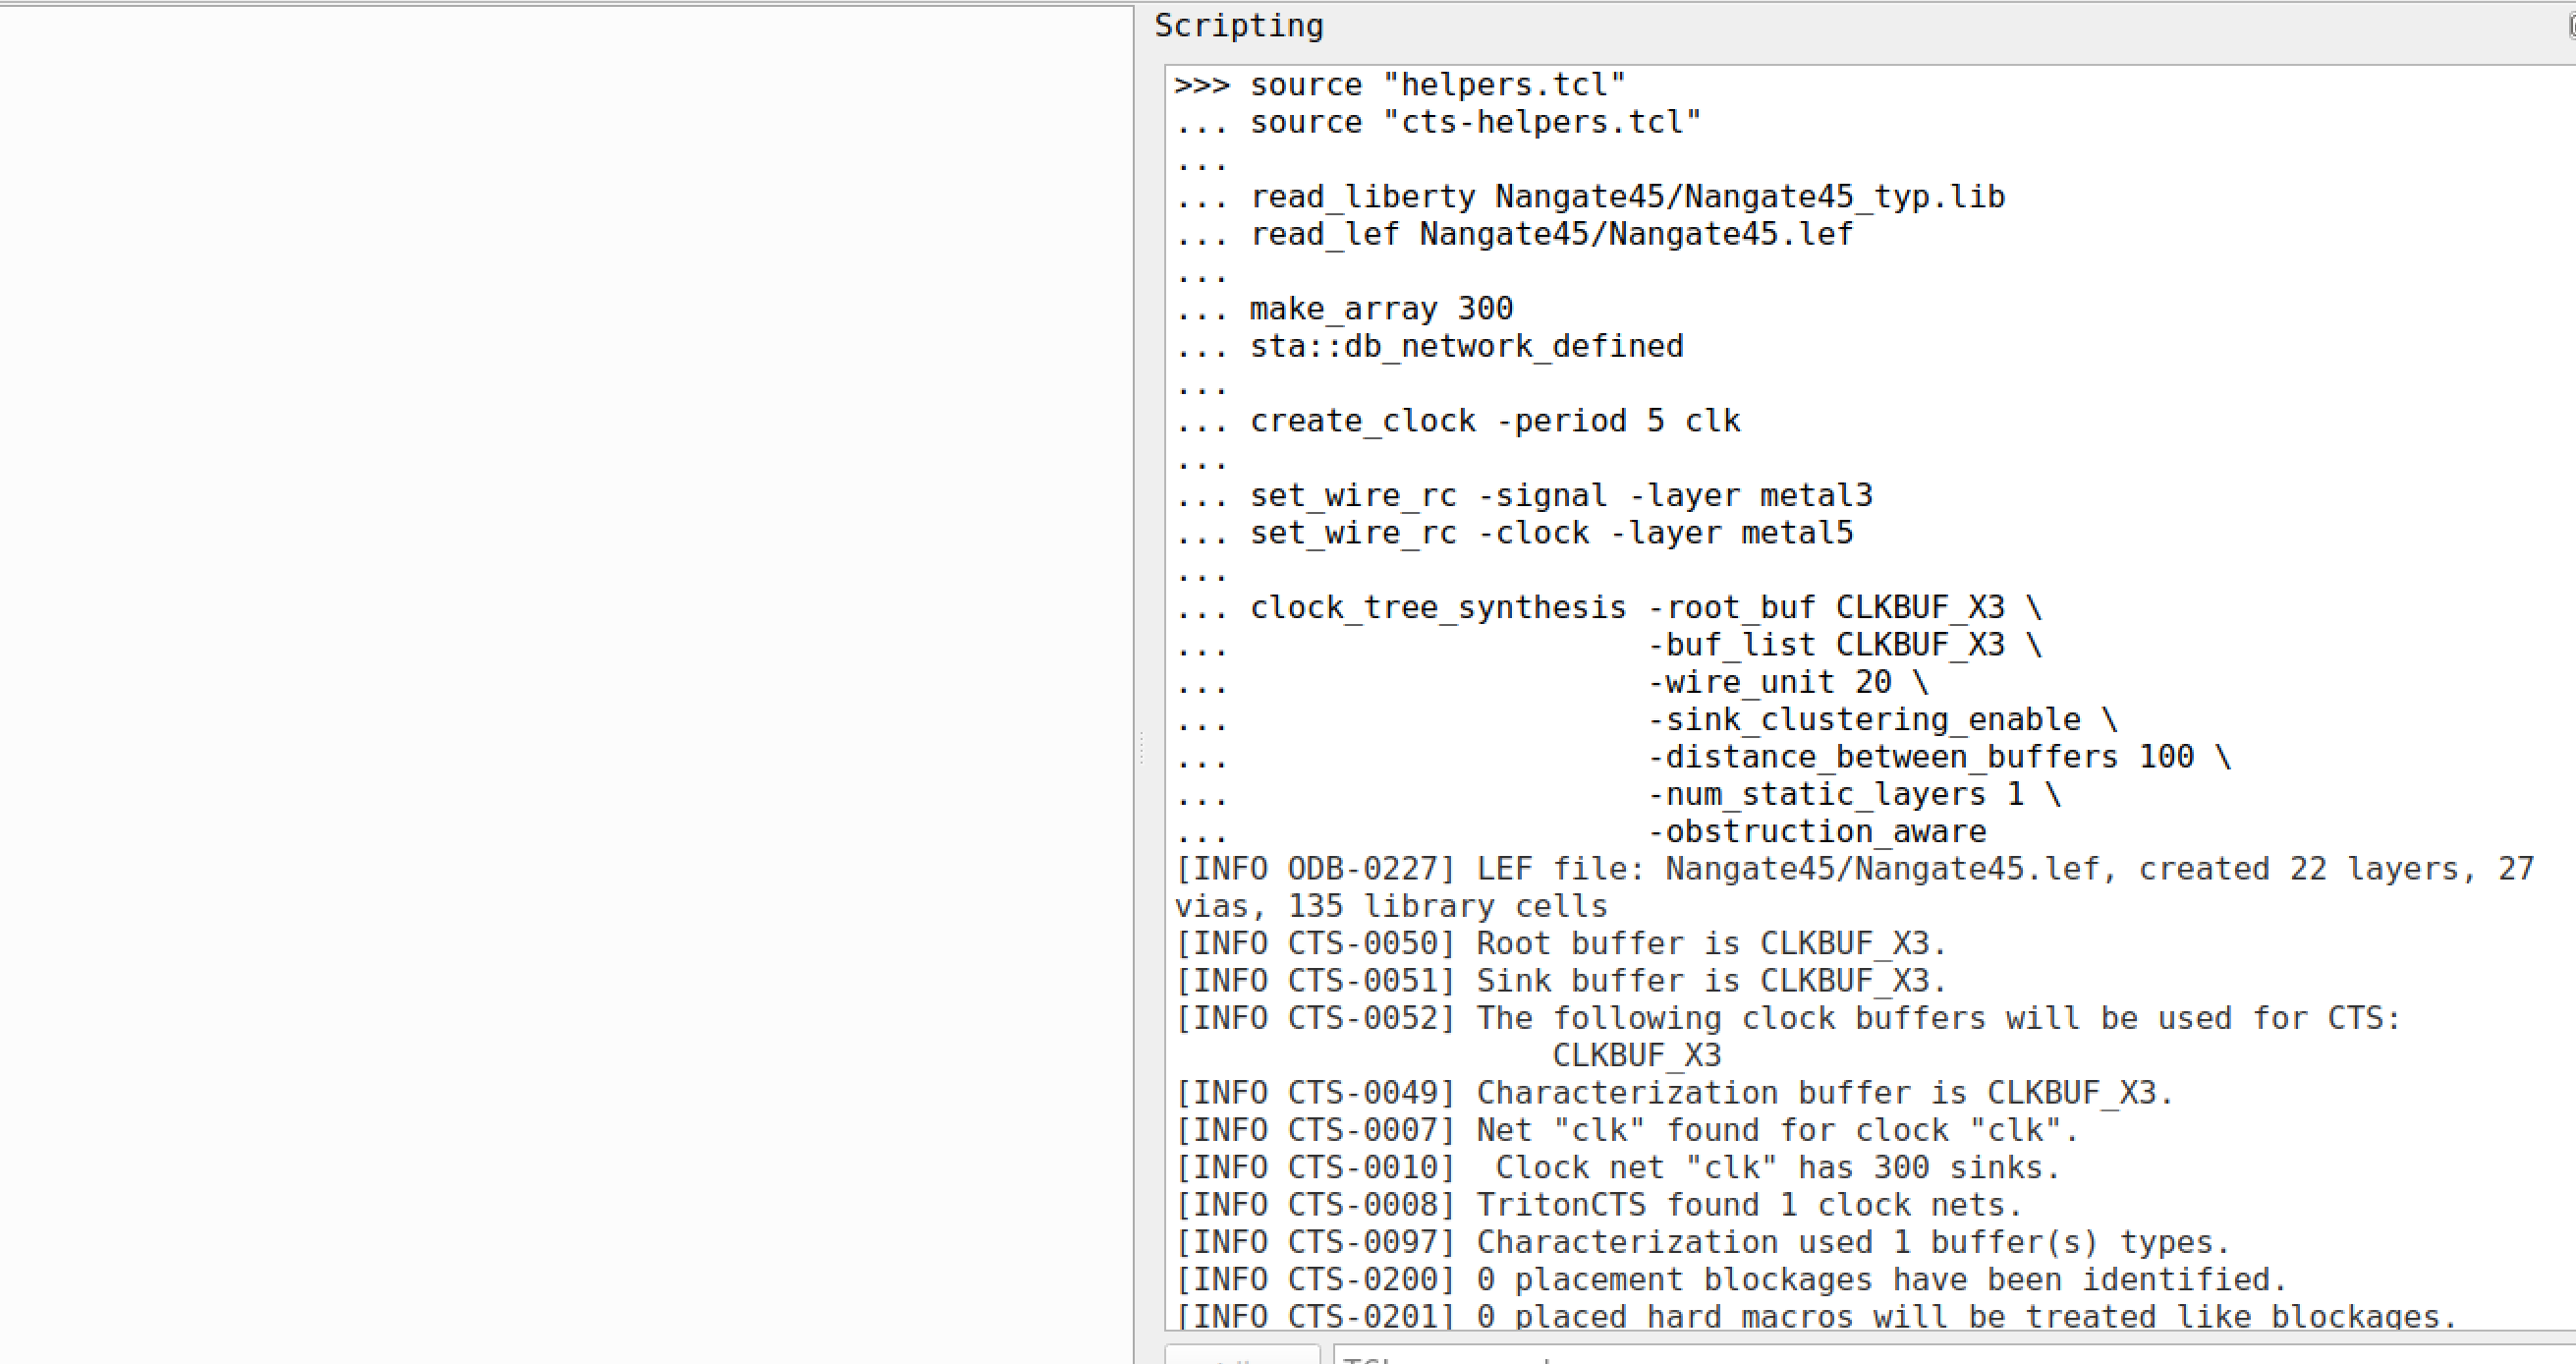 Scripting
>>> source "helpers.tcl"
... source "cts-helpers.tcl"
...
... read_liberty Nangate45/Nangate45_typ.lib
... read_lef Nangate45/Nangate45.lef
...
... make_array 300
... sta::db_network_defined
...
... create_clock -period 5 clk
...
... set_wire_rc -signal -layer metal3
... set_wire_rc -clock -layer metal5
...
... clock_tree_synthesis -root_buf CLKBUF_X3 \
...                      -buf_list CLKBUF_X3 \
...                      -wire_unit 20 \
...                      -sink_clustering_enable \
...                      -distance_between_buffers 100 \
...                      -num_static_layers 1 \
...                      -obstruction_aware
[INFO ODB-0227] LEF file: Nangate45/Nangate45.lef, created 22 layers, 27
vias, 135 library cells
[INFO CTS-0050] Root buffer is CLKBUF_X3.
[INFO CTS-0051] Sink buffer is CLKBUF_X3.
[INFO CTS-0052] The following clock buffers will be used for CTS:
                    CLKBUF_X3
[INFO CTS-0049] Characterization buffer is CLKBUF_X3.
[INFO CTS-0007] Net "clk" found for clock "clk".
[INFO CTS-0010]  Clock net "clk" has 300 sinks.
[INFO CTS-0008] TritonCTS found 1 clock nets.
[INFO CTS-0097] Characterization used 1 buffer(s) types.
[INFO CTS-0200] 0 placement blockages have been identified.
[INFO CTS-0201] 0 placed hard macros will be treated like blockages.